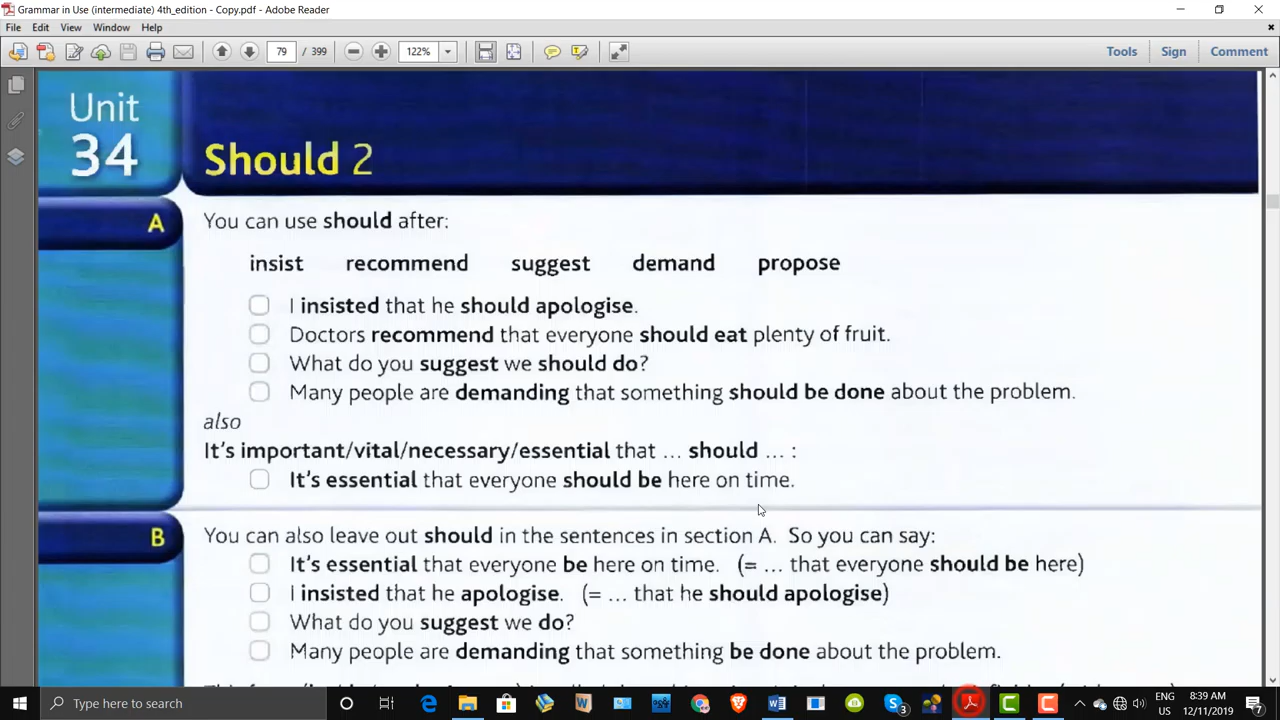 Grammar in Use (intermediate) 4th_edition - Copy.pdf - Adobe Reader
File Edit View Window Help
79 / 399 122% Tools Sign Comment
Unit
34
Should 2
A
You can use should after:
insist recommend suggest demand propose
I insisted that he should apologise.
Doctors recommend that everyone should eat plenty of fruit.
What do you suggest we should do?
Many people are demanding that something should be done about the problem.
also
It's important/vital/necessary/essential that ... should ... :
It's essential that everyone should be here on time.
B
You can also leave out should in the sentences in section A. So you can say:
It's essential that everyone be here on time. (= ... that everyone should be here)
I insisted that he apologise. (= ... that he should apologise)
What do you suggest we do?
Many people are demanding that something be done about the problem.
Type here to search
ENG
US
8:39 AM
12/11/2019